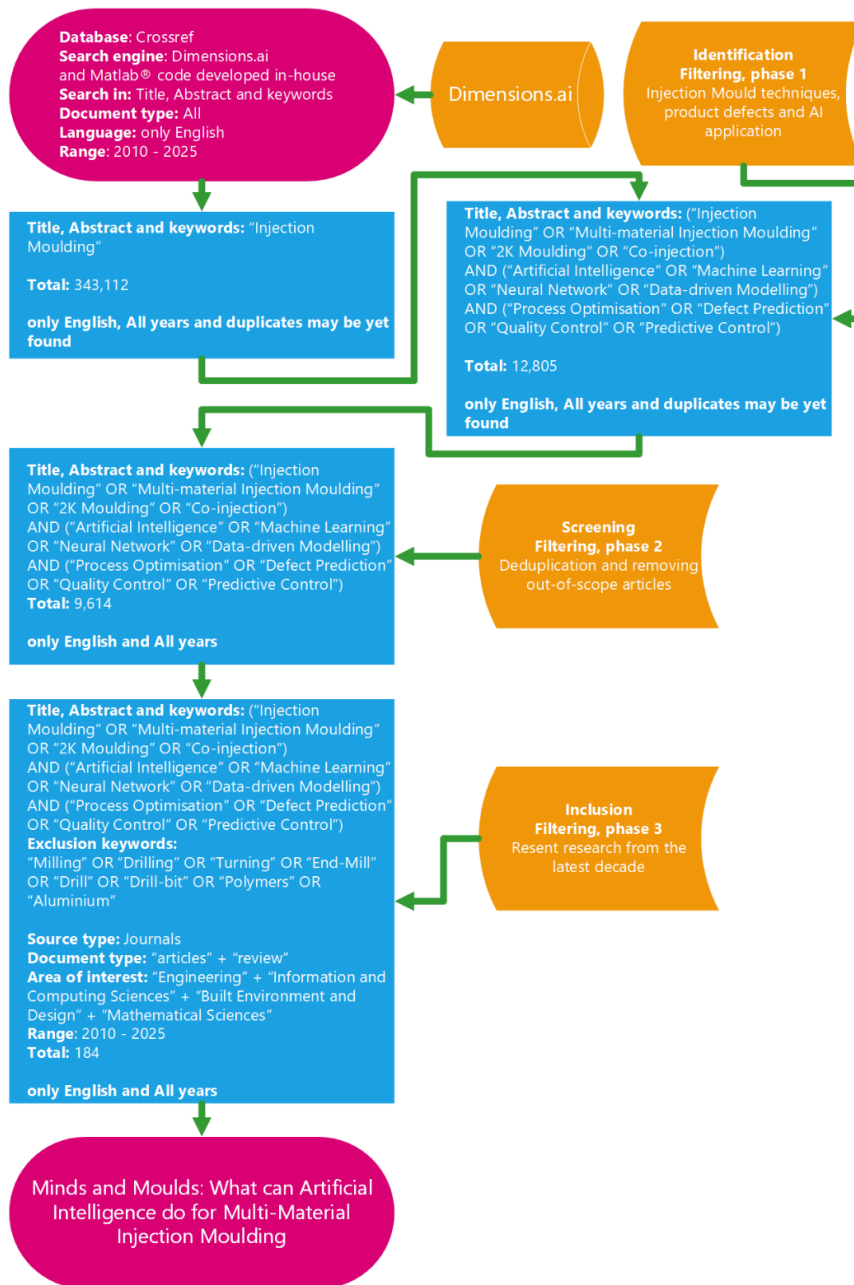 Database: Crossref
Search engine: Dimensions.ai
and Matlab® code developed in-house
Search in: Title, Abstract and keywords
Document type: All
Language: only English
Range: 2010 - 2025
Dimensions.ai
Identification
Filtering, phase 1
Injection Mould techniques,
product defects and AI
application
Title, Abstract and keywords: "Injection
Moulding"
Total: 343,112
only English, All years and duplicates may be yet
found
Title, Abstract and keywords: ("Injection
Moulding" OR "Multi-material Injection Moulding"
OR "2K Moulding" OR "Co-injection")
AND ("Artificial Intelligence" OR "Machine Learning"
OR "Neural Network" OR "Data-driven Modelling")
AND ("Process Optimisation" OR "Defect Prediction"
OR "Quality Control" OR "Predictive Control")
Total: 12,805
only English, All years and duplicates may be yet
found
Title, Abstract and keywords: ("Injection
Moulding" OR "Multi-material Injection Moulding"
OR "2K Moulding" OR "Co-injection")
AND ("Artificial Intelligence" OR "Machine Learning"
OR "Neural Network" OR "Data-driven Modelling")
AND ("Process Optimisation" OR "Defect Prediction"
OR "Quality Control" OR "Predictive Control")
Total: 9,614
only English and All years
Screening
Filtering, phase 2
Deduplication and removing
out-of-scope articles
Title, Abstract and keywords: ("Injection
Moulding" OR "Multi-material Injection Moulding"
OR "2K Moulding" OR "Co-injection")
AND ("Artificial Intelligence" OR "Machine Learning"
OR "Neural Network" OR "Data-driven Modelling")
AND ("Process Optimisation" OR "Defect Prediction"
OR "Quality Control" OR "Predictive Control")
Exclusion keywords:
"Milling" OR "Drilling" OR "Turning" OR "End-Mill"
OR "Drill" OR "Drill-bit" OR "Polymers" OR
"Aluminium"
Source type: Journals
Document type: "articles" + "review"
Area of interest: "Engineering" + "Information and
Computing Sciences" + "Built Environment and
Design" + "Mathematical Sciences"
Range: 2010 - 2025
Total: 184
only English and All years
Inclusion
Filtering, phase 3
Resent research from the
latest decade
Minds and Moulds: What can Artificial
Intelligence do for Multi-Material
Injection Moulding